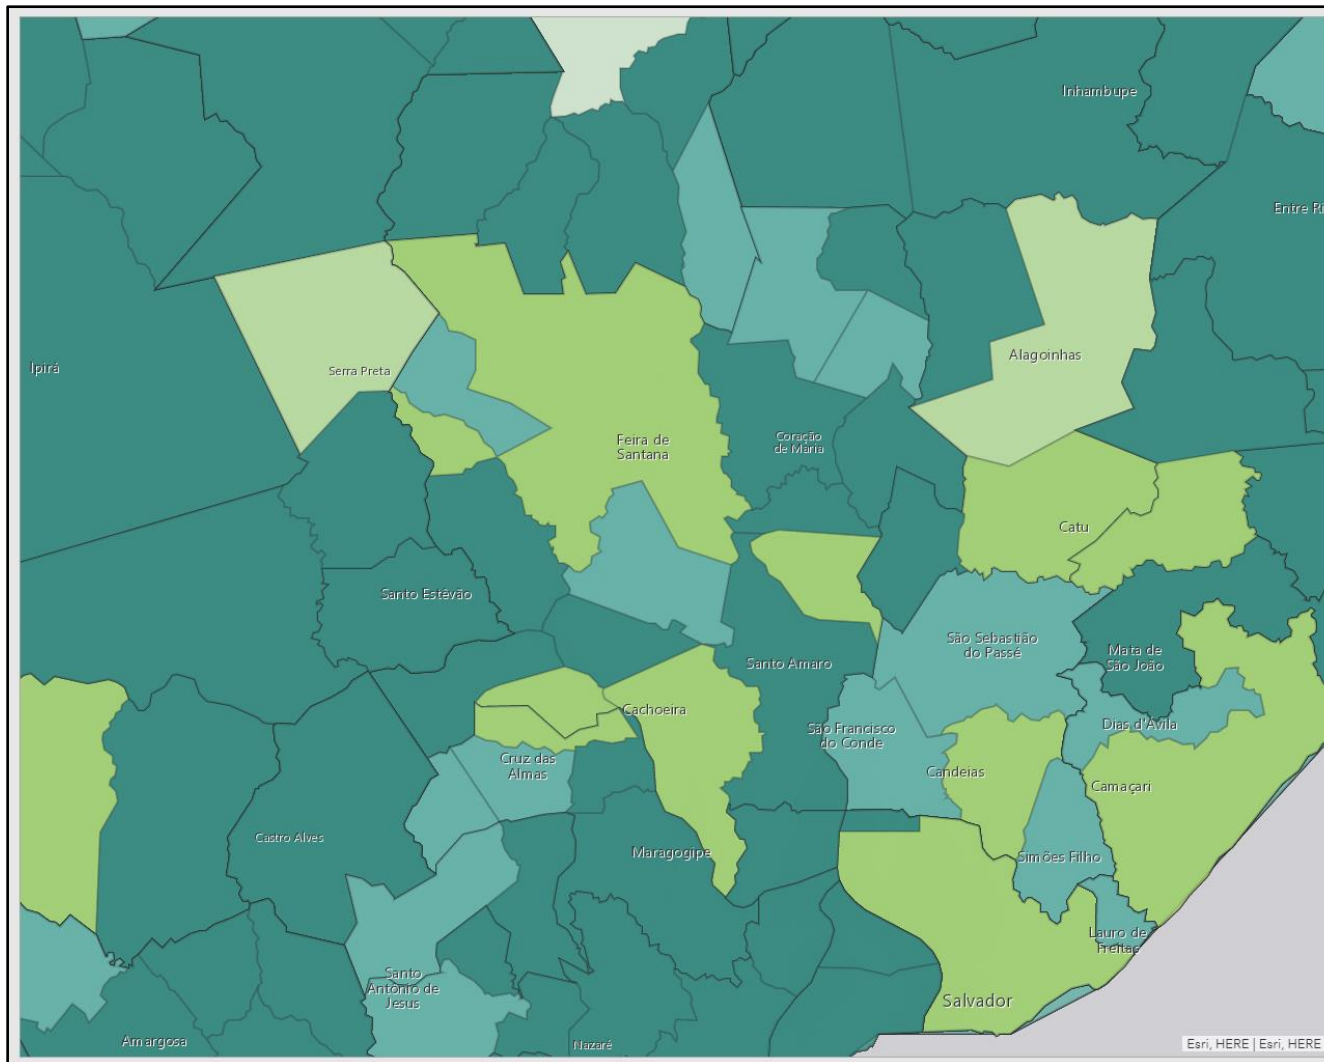 Inhambupe
Entre Ri
Alagoinhas
Ipirá
Serra Preta
Feira de
Santana
Coração
de Maria
Catu
Santo Estêvão
São Sebastião
do Passé
Mata de
São João
Santo Amaro
Cachoeira
São Francisco
do Conde
Dias d'Avila
Cruz das
Almas
Candeias
Camaçari
Castro Alves
Maragogipe
Simões Filho
Lauro de
Freitas
Santo
Antônio de
Jesus
Salvador
Amargosa
Nazaré
Esri, HERE | Esri, HERE